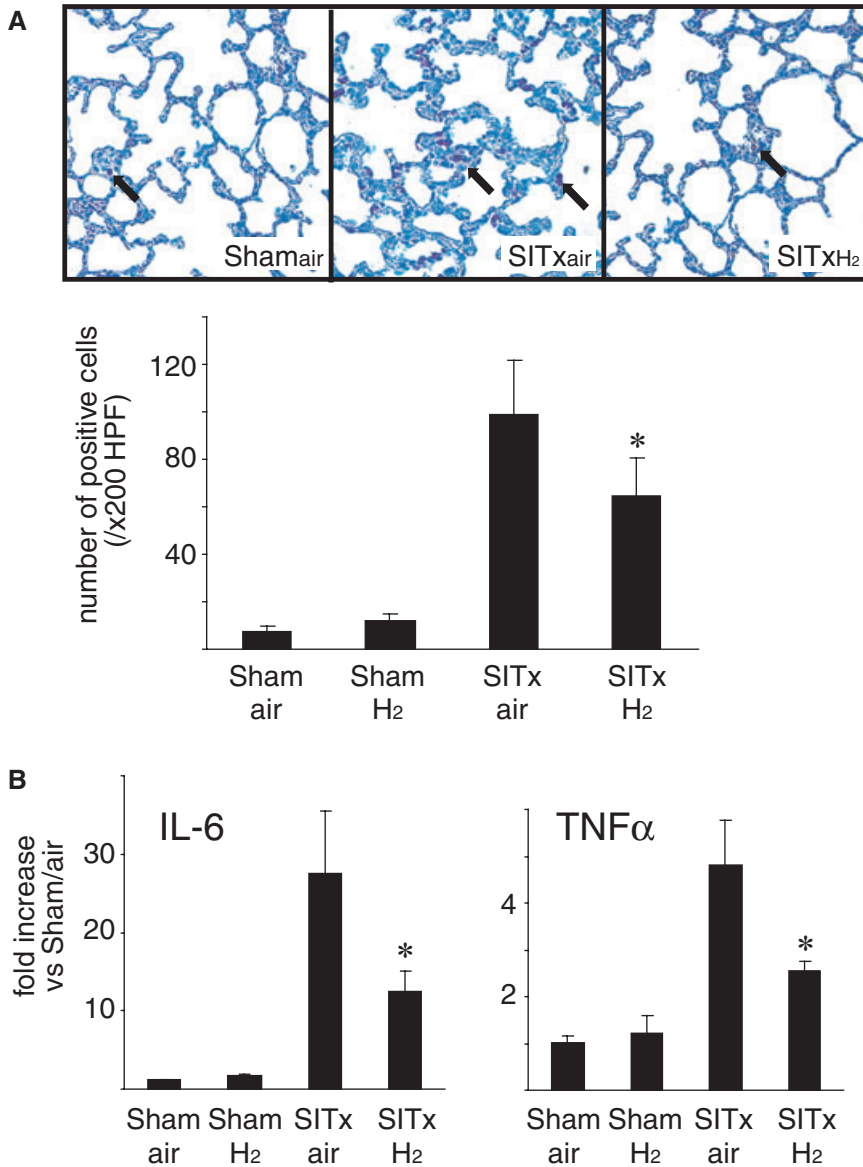 A
Shamair
SITxair
SITxH2
number of positive cells
(/x200 HPF)
120
80
40
Sham
air
Sham
H2
SITx
air
SITx
H2
*
B
IL-6
fold increase
vs Sham/air
30
20
10
*
Sham
air
Sham
H2
SITx
air
SITx
H2
TNFα
4
2
*
Sham
air
Sham
H2
SITx
air
SITx
H2